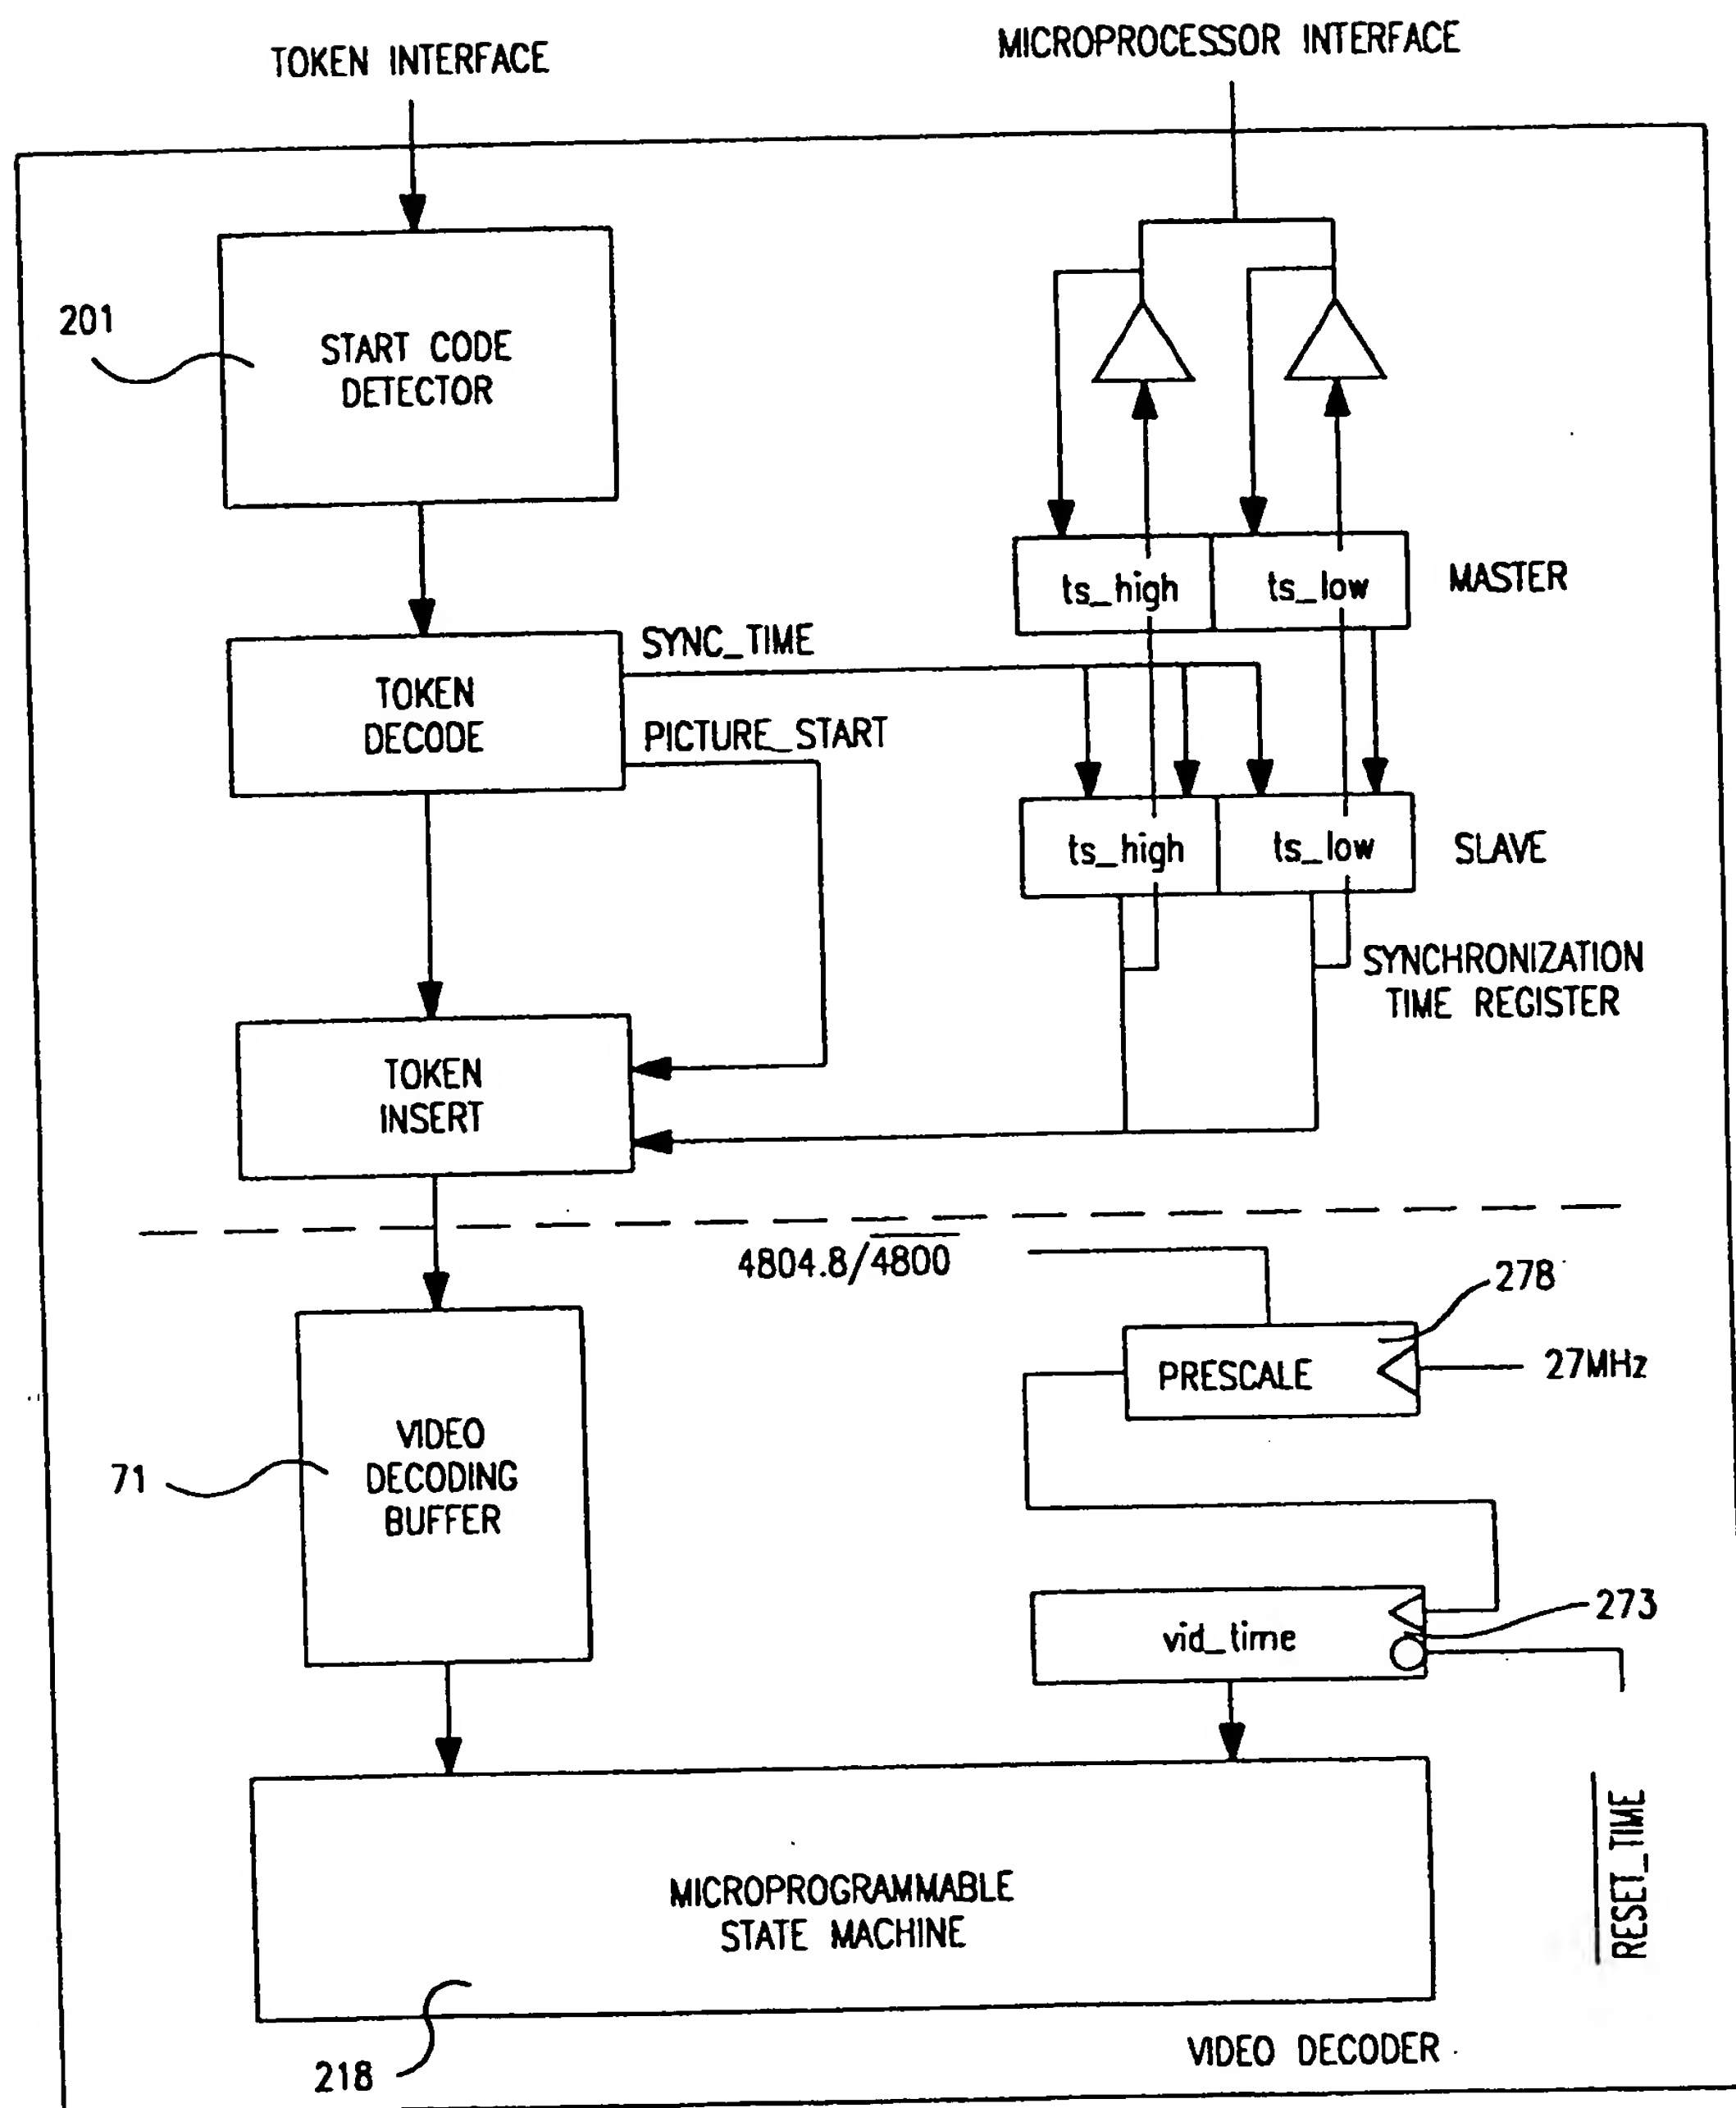 TOKEN INTERFACE
MICROPROCESSOR INTERFACE
201
START CODE
DETECTOR
ts_high
ts_low
MASTER
SYNC_TIME
TOKEN
DECODE
PICTURE_START
ts_high
ts_low
SLAVE
SYNCHRONIZATION
TIME REGISTER
TOKEN
INSERT
4804.8/4800
278
PRESCALE
27MHz
VIDEO
DECODING
BUFFER
71
273
vid_time
RESET_TIME
MICROPROGRAMMABLE
STATE MACHINE
218
VIDEO DECODER